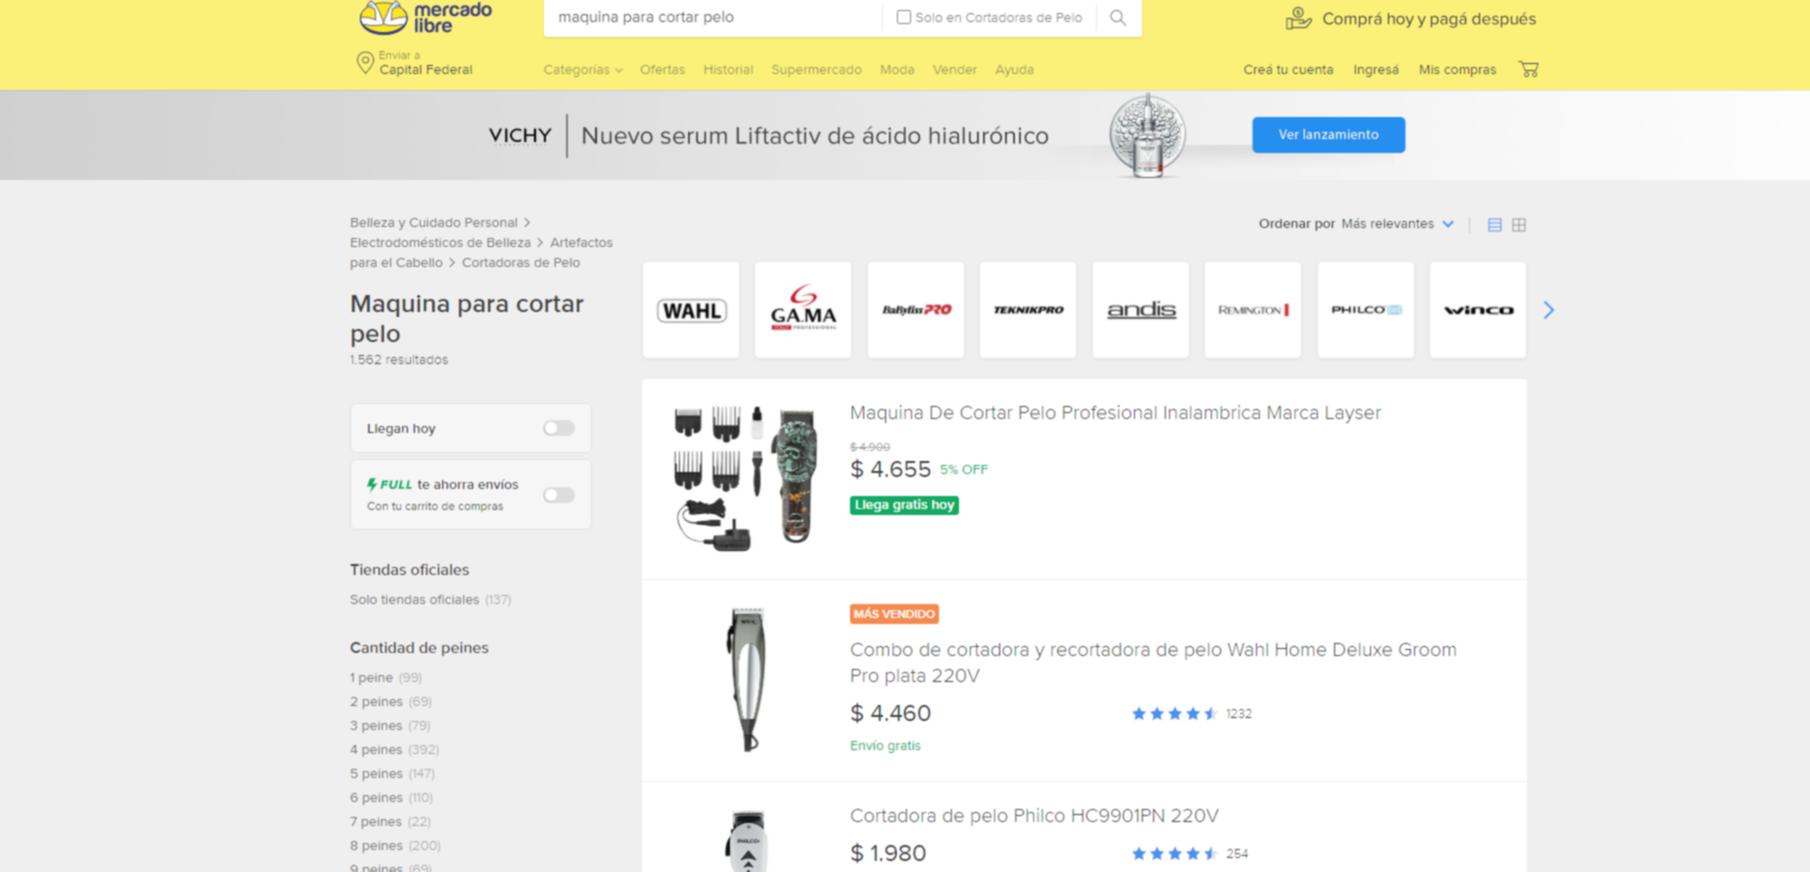 mercado
libre
maquina para cortar pelo
Solo en Cortadoras de Pelo
Comprá hoy y pagá después
Enviar a
Capital Federal
Categorías
Ofertas
Historial
Supermercado
Moda
Vender
Ayuda
Creá tu cuenta
Ingresá
Mis compras
VICHY
Nuevo serum Liftactiv de ácido hialurónico
Ver lanzamiento
Belleza y Cuidado Personal >
Electrodomésticos de Belleza > Artefactos
para el Cabello > Cortadoras de Pelo
Maquina para cortar
pelo
1.562 resultados
Ordenar por Más relevantes
WAHL
GA.MA
ITALY PROFESSIONAL
BaByliss PRO
TEKNIKPRO
andis
REMINGTON
PHILCO
WINCO
Llegan hoy
FULL te ahorra envíos
Con tu carrito de compras
Tiendas oficiales
Solo tiendas oficiales (137)
Cantidad de peines
1 peine (99)
2 peines (69)
3 peines (79)
4 peines (392)
5 peines (147)
6 peines (110)
7 peines (22)
8 peines (200)
9 peines (69)
Maquina De Cortar Pelo Profesional Inalambrica Marca Layser
$ 4.900
$ 4.655 5% OFF
Llega gratis hoy
MÁS VENDIDO
Combo de cortadora y recortadora de pelo Wahl Home Deluxe Groom
Pro plata 220V
$ 4.460
1232
Envío gratis
Cortadora de pelo Philco HC9901PN 220V
$ 1.980
254
PHILCO